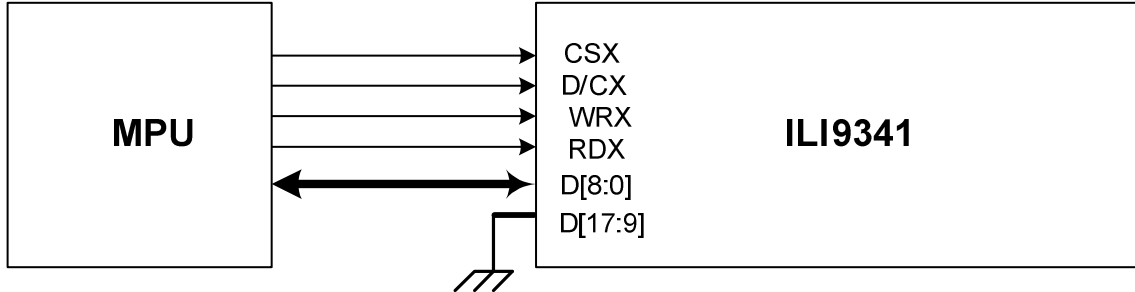 MPU
CSX
D/CX
WRX
RDX
D[8:0]
D[17:9]
ILI9341